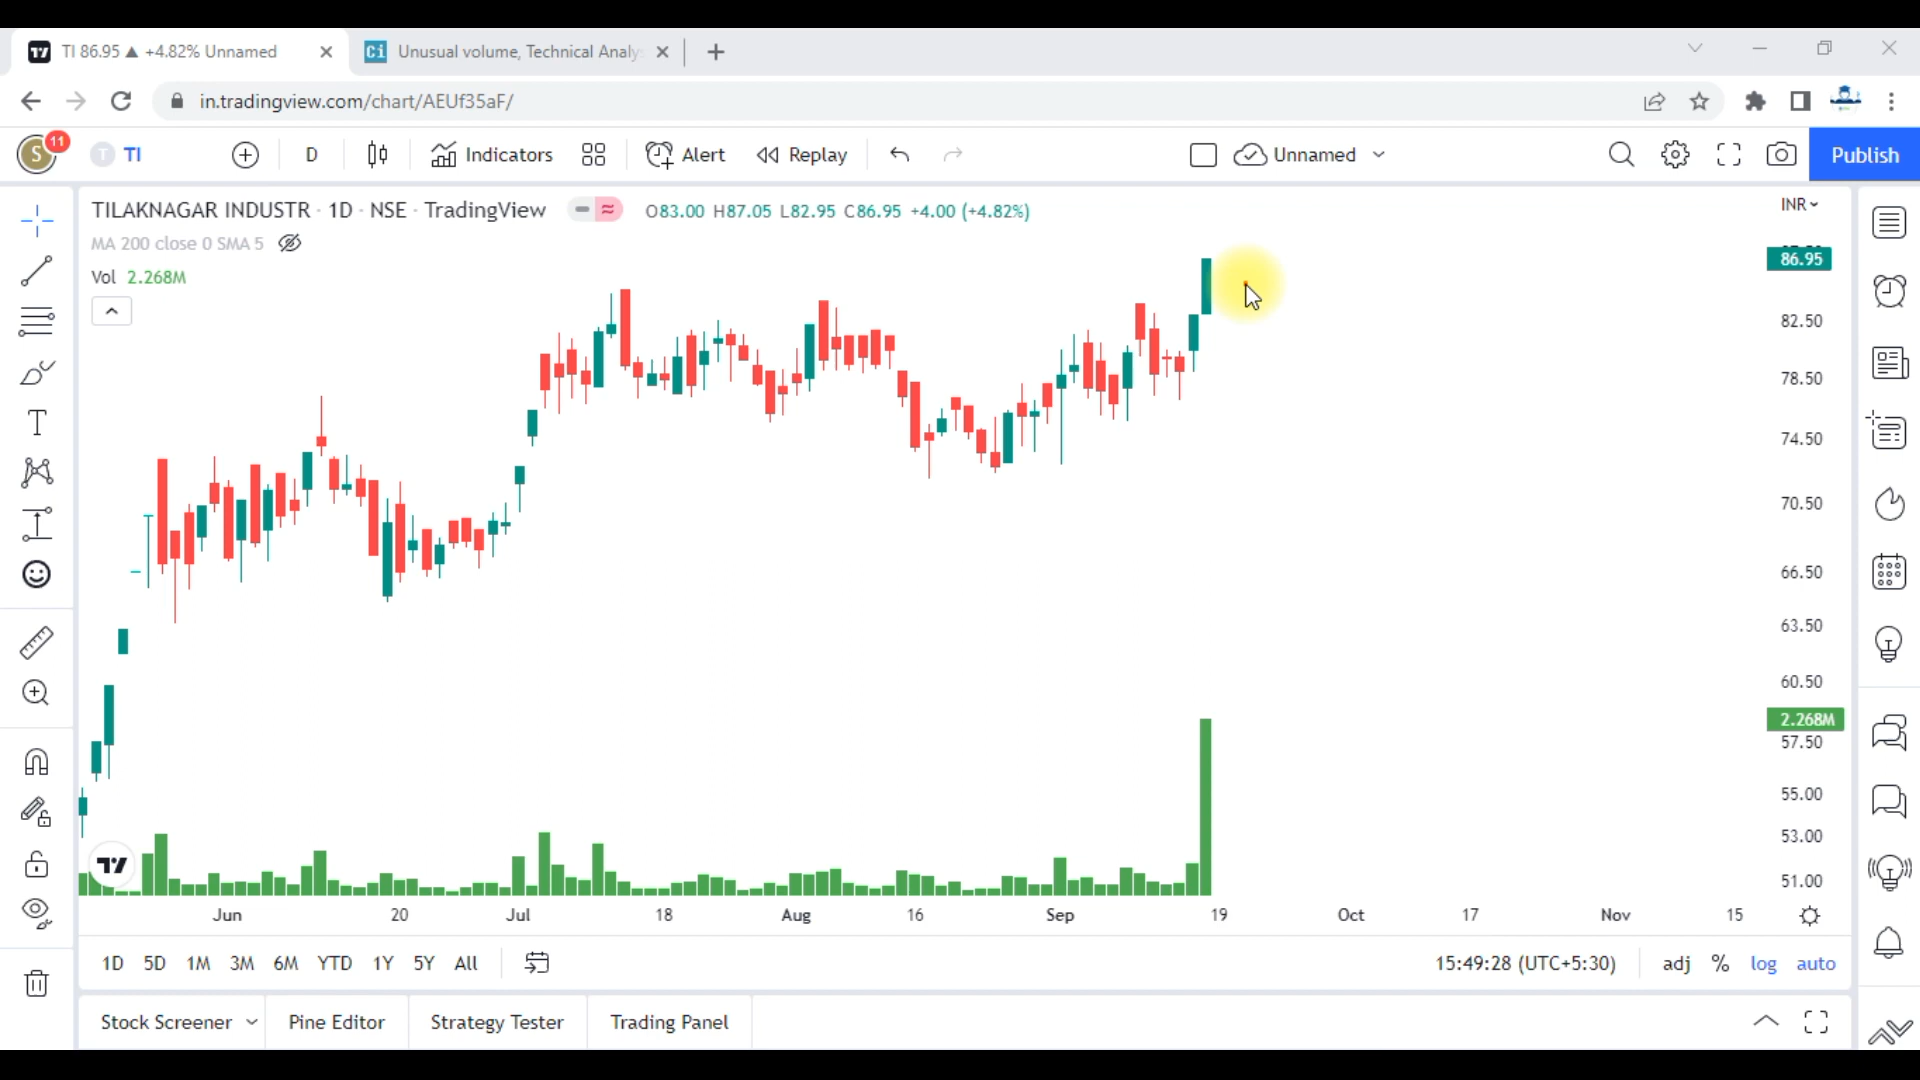 TI 86.95 ▲ +4.82% Unnamed
Ci Unusual volume, Technical Analys
in.tradingview.com/chart/AEUf35aF/
S 11 T TI D Indicators Alert Replay Unnamed Publish
TILAKNAGAR INDUSTR · 1D · NSE · TradingView O83.00 H87.05 L82.95 C86.95 +4.00 (+4.82%)
INR
MA 200 close 0 SMA 5
Vol 2.268M
86.95
82.50
78.50
74.50
70.50
66.50
63.50
60.50
2.268M
57.50
55.00
53.00
51.00
Jun 20 Jul 18 Aug 16 Sep 19 Oct 17 Nov 15
1D 5D 1M 3M 6M YTD 1Y 5Y All 15:49:28 (UTC+5:30) adj % log auto
Stock Screener Pine Editor Strategy Tester Trading Panel